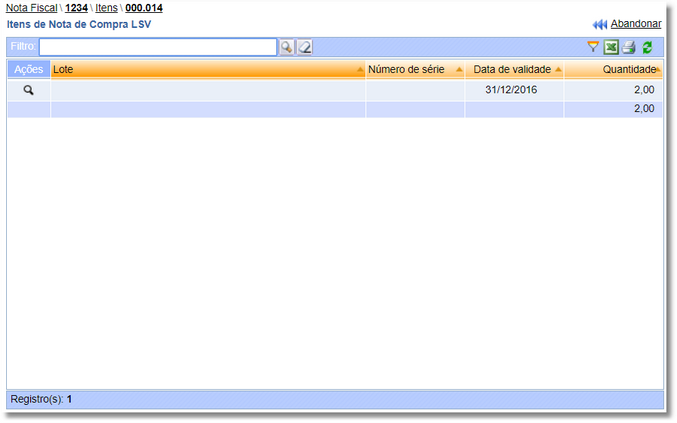 Nota Fiscal \ 1234 \ Itens \ 000.014
Itens de Nota de Compra LSV
Abandonar
Filtro:
Ações Lote Número de série Data de validade Quantidade
31/12/2016 2,00
2,00
Registro(s): 1